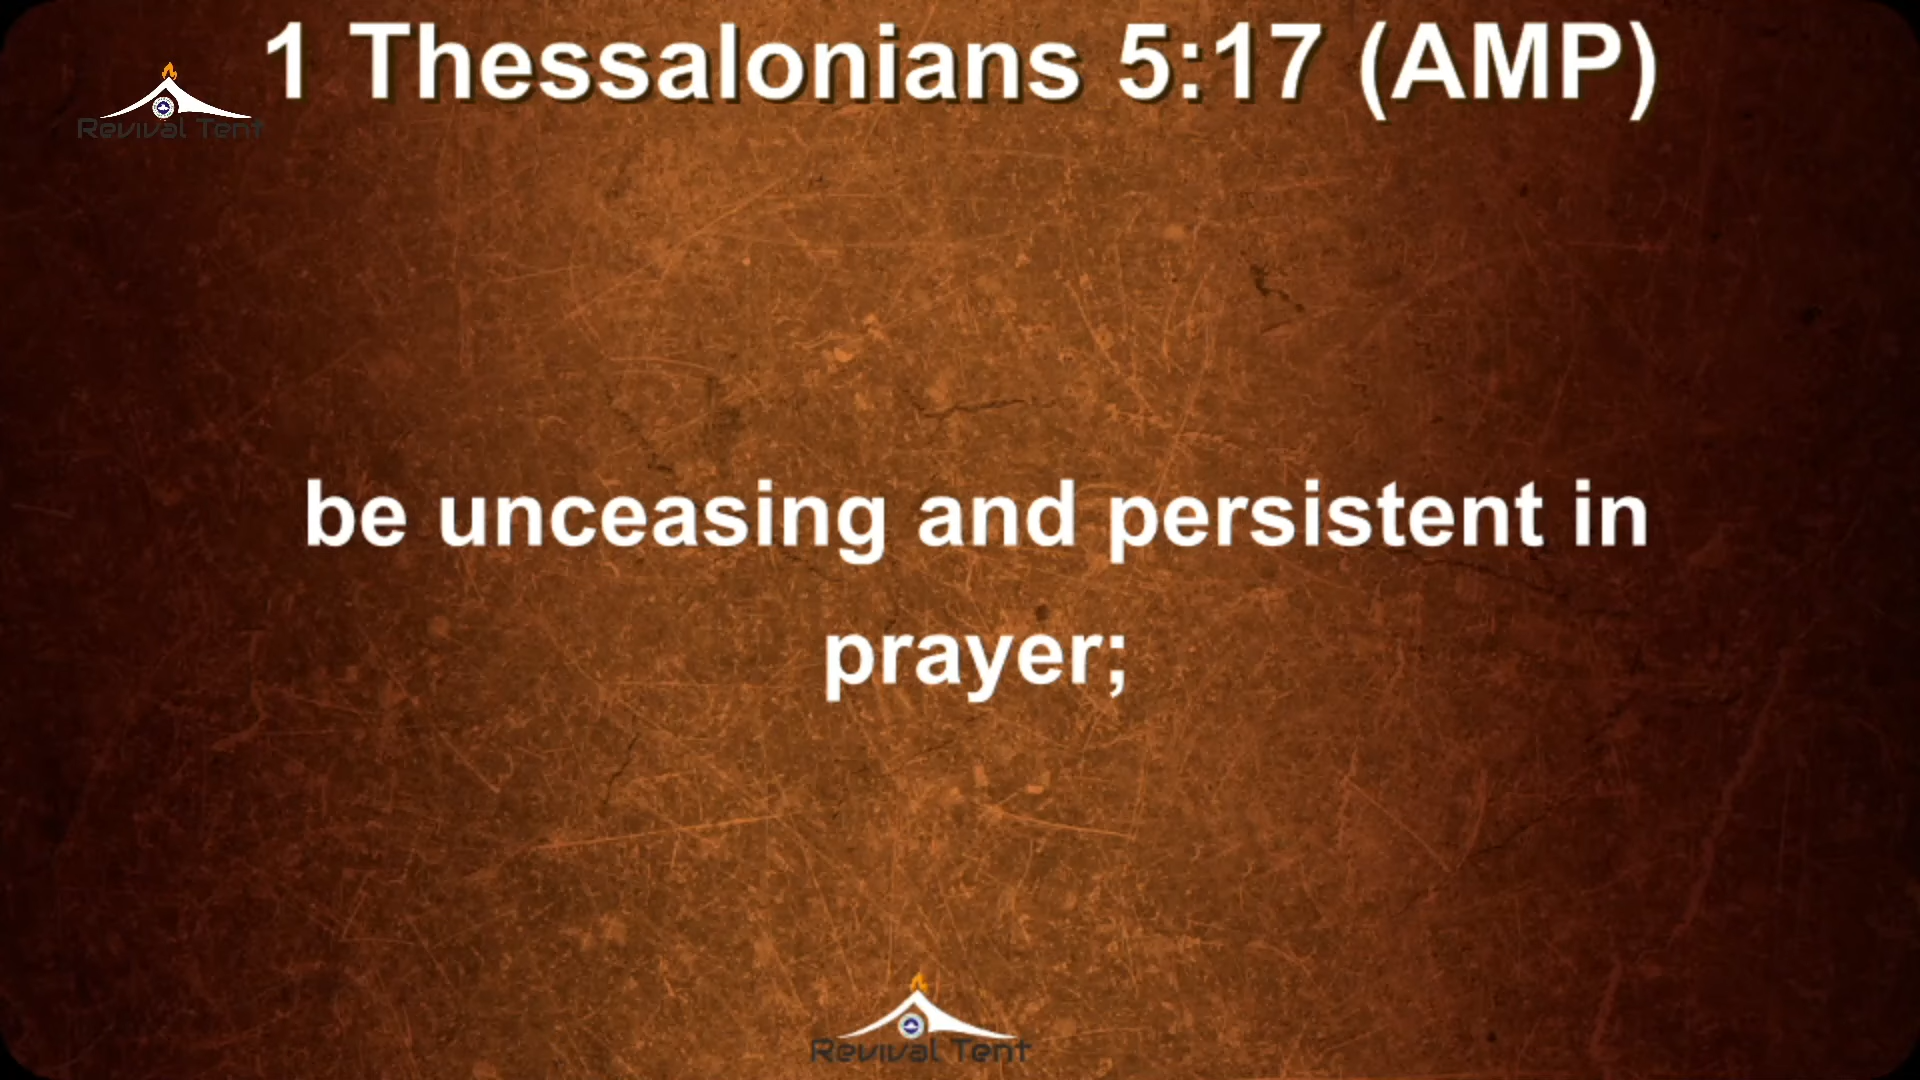 1 Thessalonians 5:17 (AMP)
Revival Tent
be unceasing and persistent in
prayer;
Revival Tent